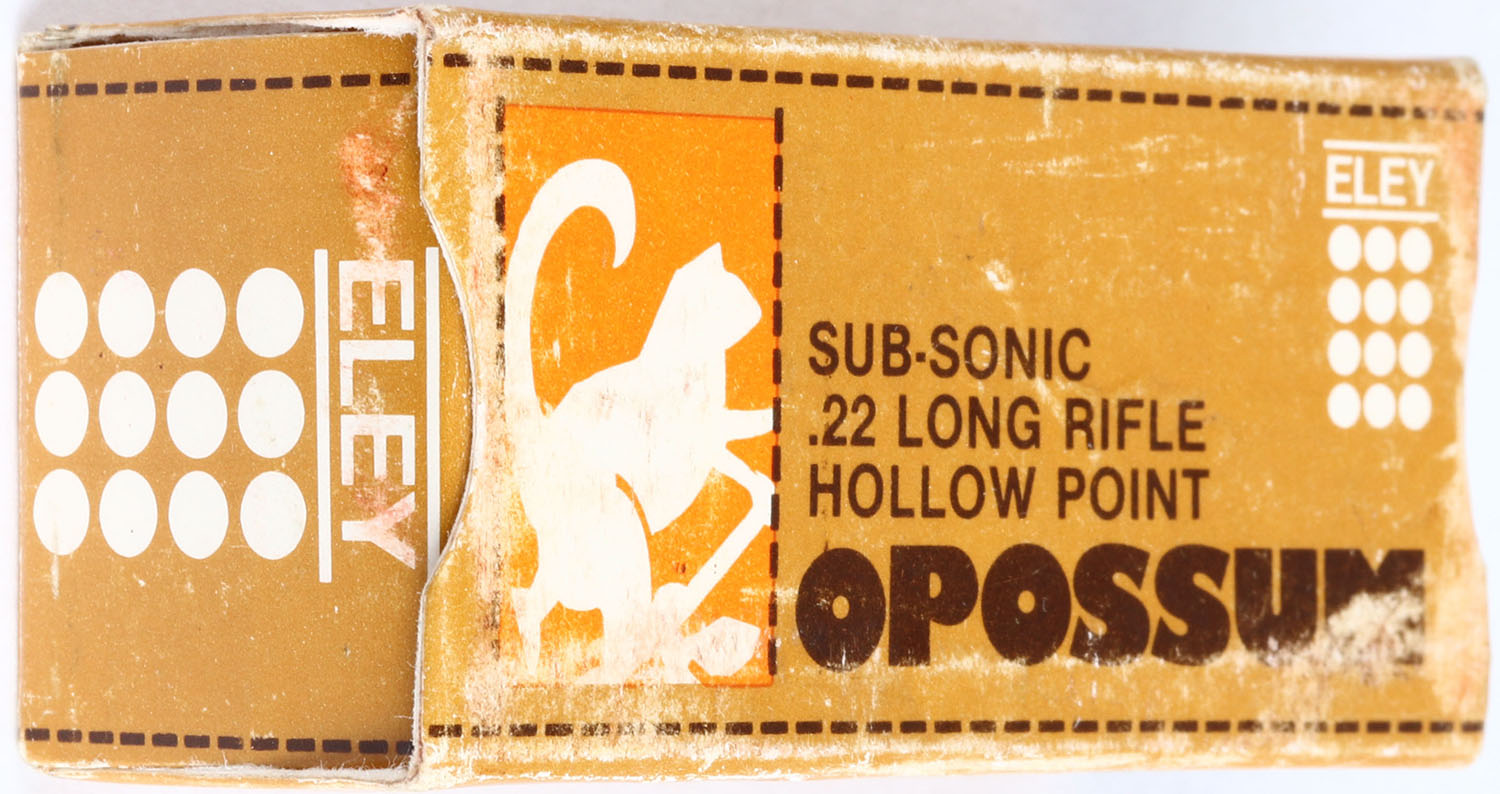 ELEY
ELEY
SUB-SONIC
.22 LONG RIFLE
HOLLOW POINT
OPOSSUM